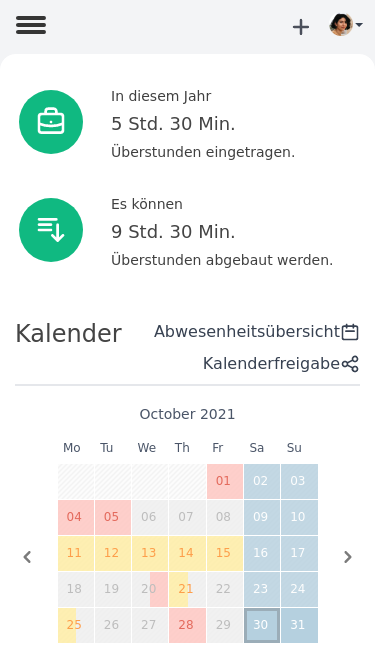 In diesem Jahr
5 Std. 30 Min.
Überstunden eingetragen.
Es können
9 Std. 30 Min.
Überstunden abgebaut werden.
Kalender
Abwesenheitsübersicht
Kalenderfreigabe
October 2021
Mo Tu We Th Fr Sa Su
01 02 03
04 05 06 07 08 09 10
11 12 13 14 15 16 17
18 19 20 21 22 23 24
25 26 27 28 29 30 31